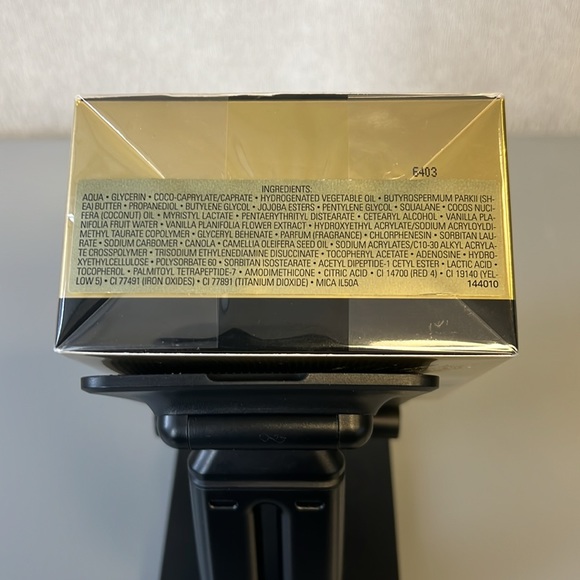 6403
INGREDIENTS:
AQUA • GLYCERIN • COCO-CAPRYLATE/CAPRATE • HYDROGENATED VEGETABLE OIL • BUTYROSPERMUM PARKII (SH-
EA) BUTTER • PROPANEDIOL • BUTYLENE GLYCOL • JOJOBA ESTERS • PENTYLENE GLYCOL • SQUALANE • COCOS NUCI-
FERA (COCONUT) OIL • MYRISTYL LACTATE • PENTAERYTHRITYL DISTEARATE • CETEARYL ALCOHOL • VANILLA PLA-
NIFOLIA FRUIT WATER • VANILLA PLANIFOLIA FLOWER EXTRACT • HYDROXYETHYL ACRYLATE/SODIUM ACRYLOYLDI-
METHYL TAURATE COPOLYMER • GLYCERYL BEHENATE • PARFUM (FRAGRANCE) • CHLORPHENESIN • SORBITAN LAU-
RATE • SODIUM CARBOMER • CANOLA • CAMELLIA OLEIFERA SEED OIL • SODIUM ACRYLATES/C10-30 ALKYL ACRYLA-
TE CROSSPOLYMER • TRISODIUM ETHYLENEDIAMINE DISUCCINATE • TOCOPHERYL ACETATE • ADENOSINE • HYDRO-
XYETHYLCELLULOSE • POLYSORBATE 60 • SORBITAN ISOSTEARATE • ACETYL DIPEPTIDE-1 CETYL ESTER • LACTIC ACID •
TOCOPHEROL • PALMITOYL TETRAPEPTIDE-7 • AMODIMETHICONE • CITRIC ACID • CI 14700 (RED 4) • CI 19140 (YEL-
LOW 5) • CI 77491 (IRON OXIDES) • CI 77891 (TITANIUM DIOXIDE) • MICA IL50A 144010